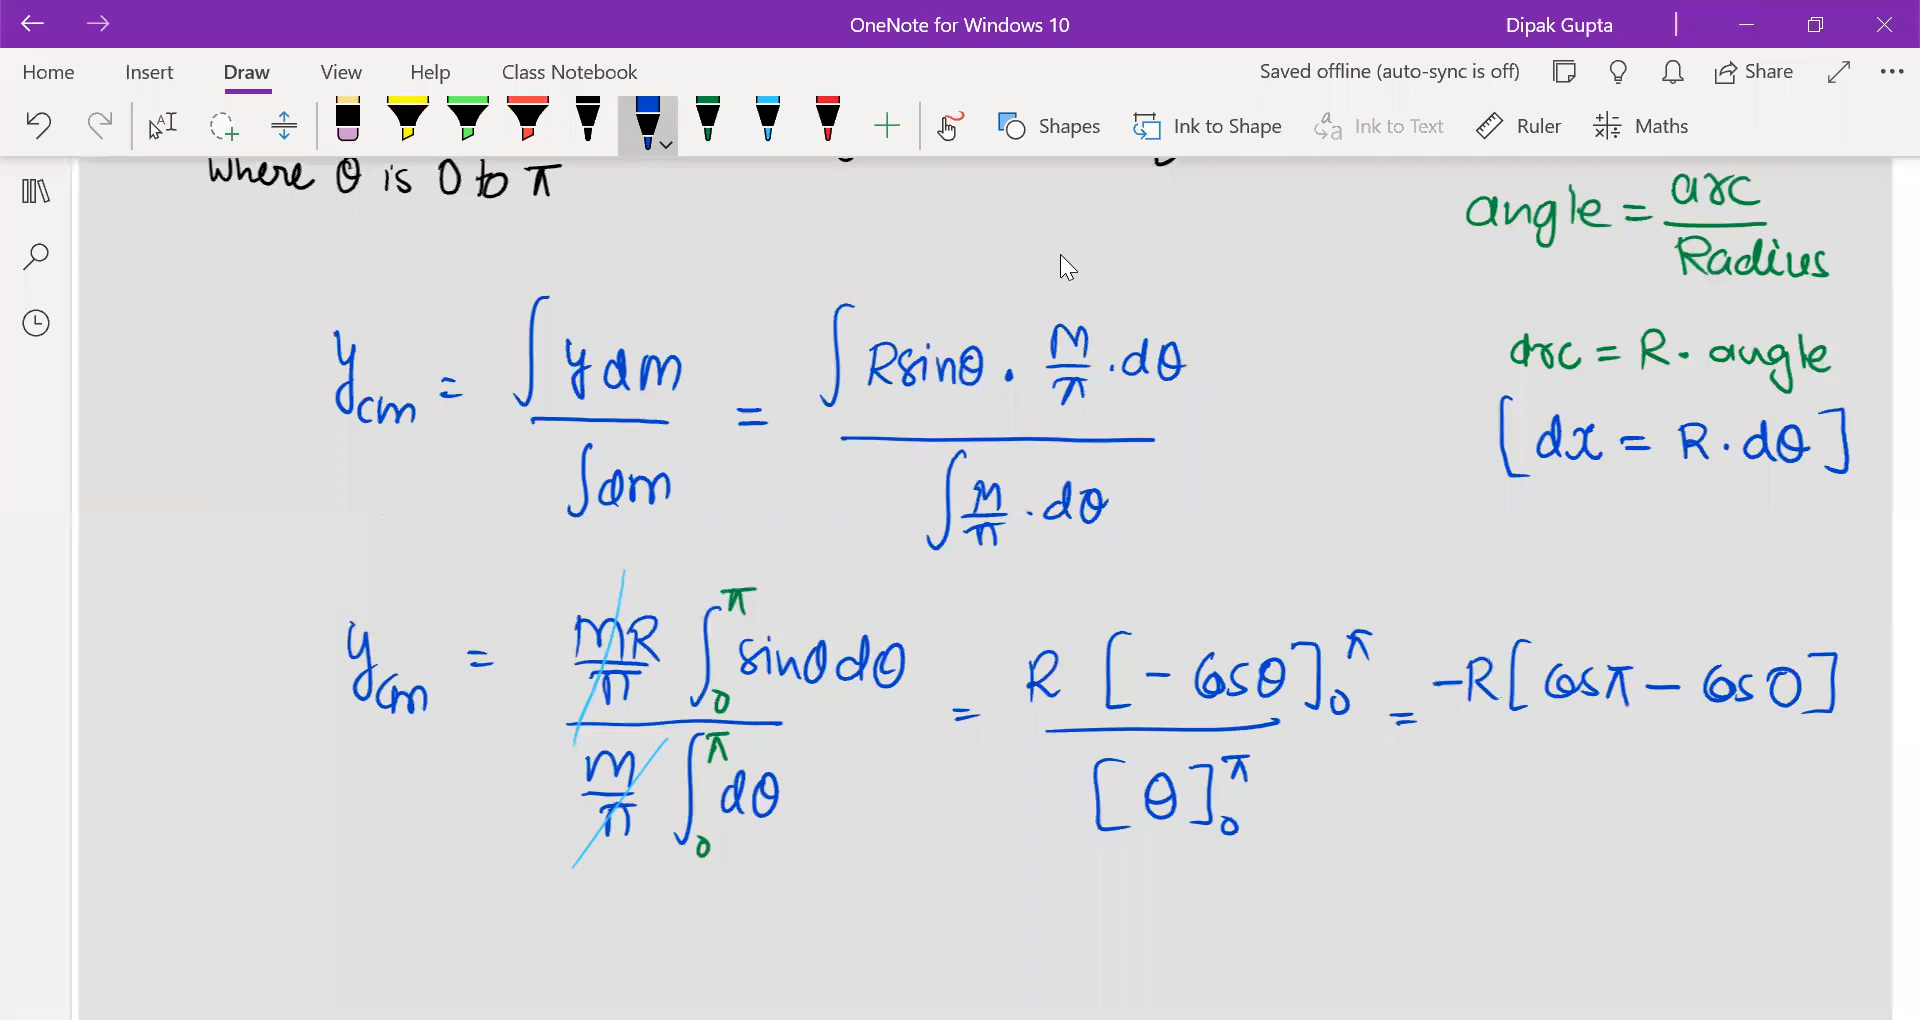 OneNote for Windows 10
Dipak Gupta
Home Insert Draw View Help Class Notebook
Saved offline (auto-sync is off) Share
Shapes Ink to Shape Ink to Text Ruler Maths
Where θ is 0 to π
angle = arc / Radius
arc = R · angle
[dx = R · dθ]
y_cm = ∫ y dm / ∫ dm = ∫ R sinθ · M/π · dθ / ∫ M/π · dθ
y_cm = MR/π ∫₀^π sinθ dθ / m/π ∫₀^π dθ = R [- Cosθ]₀^π / [θ]₀^π = -R [Cosπ - Cos0]